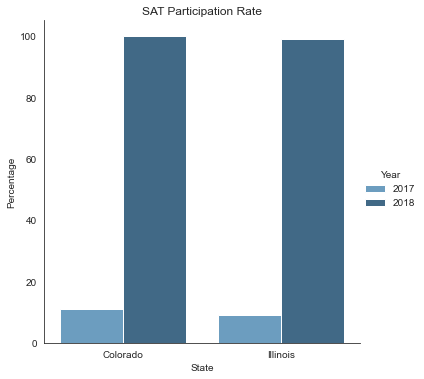 SAT Participation Rate
100
80
60
40
20
0
Percentage
Colorado
Illinois
State
Year
2017
2018